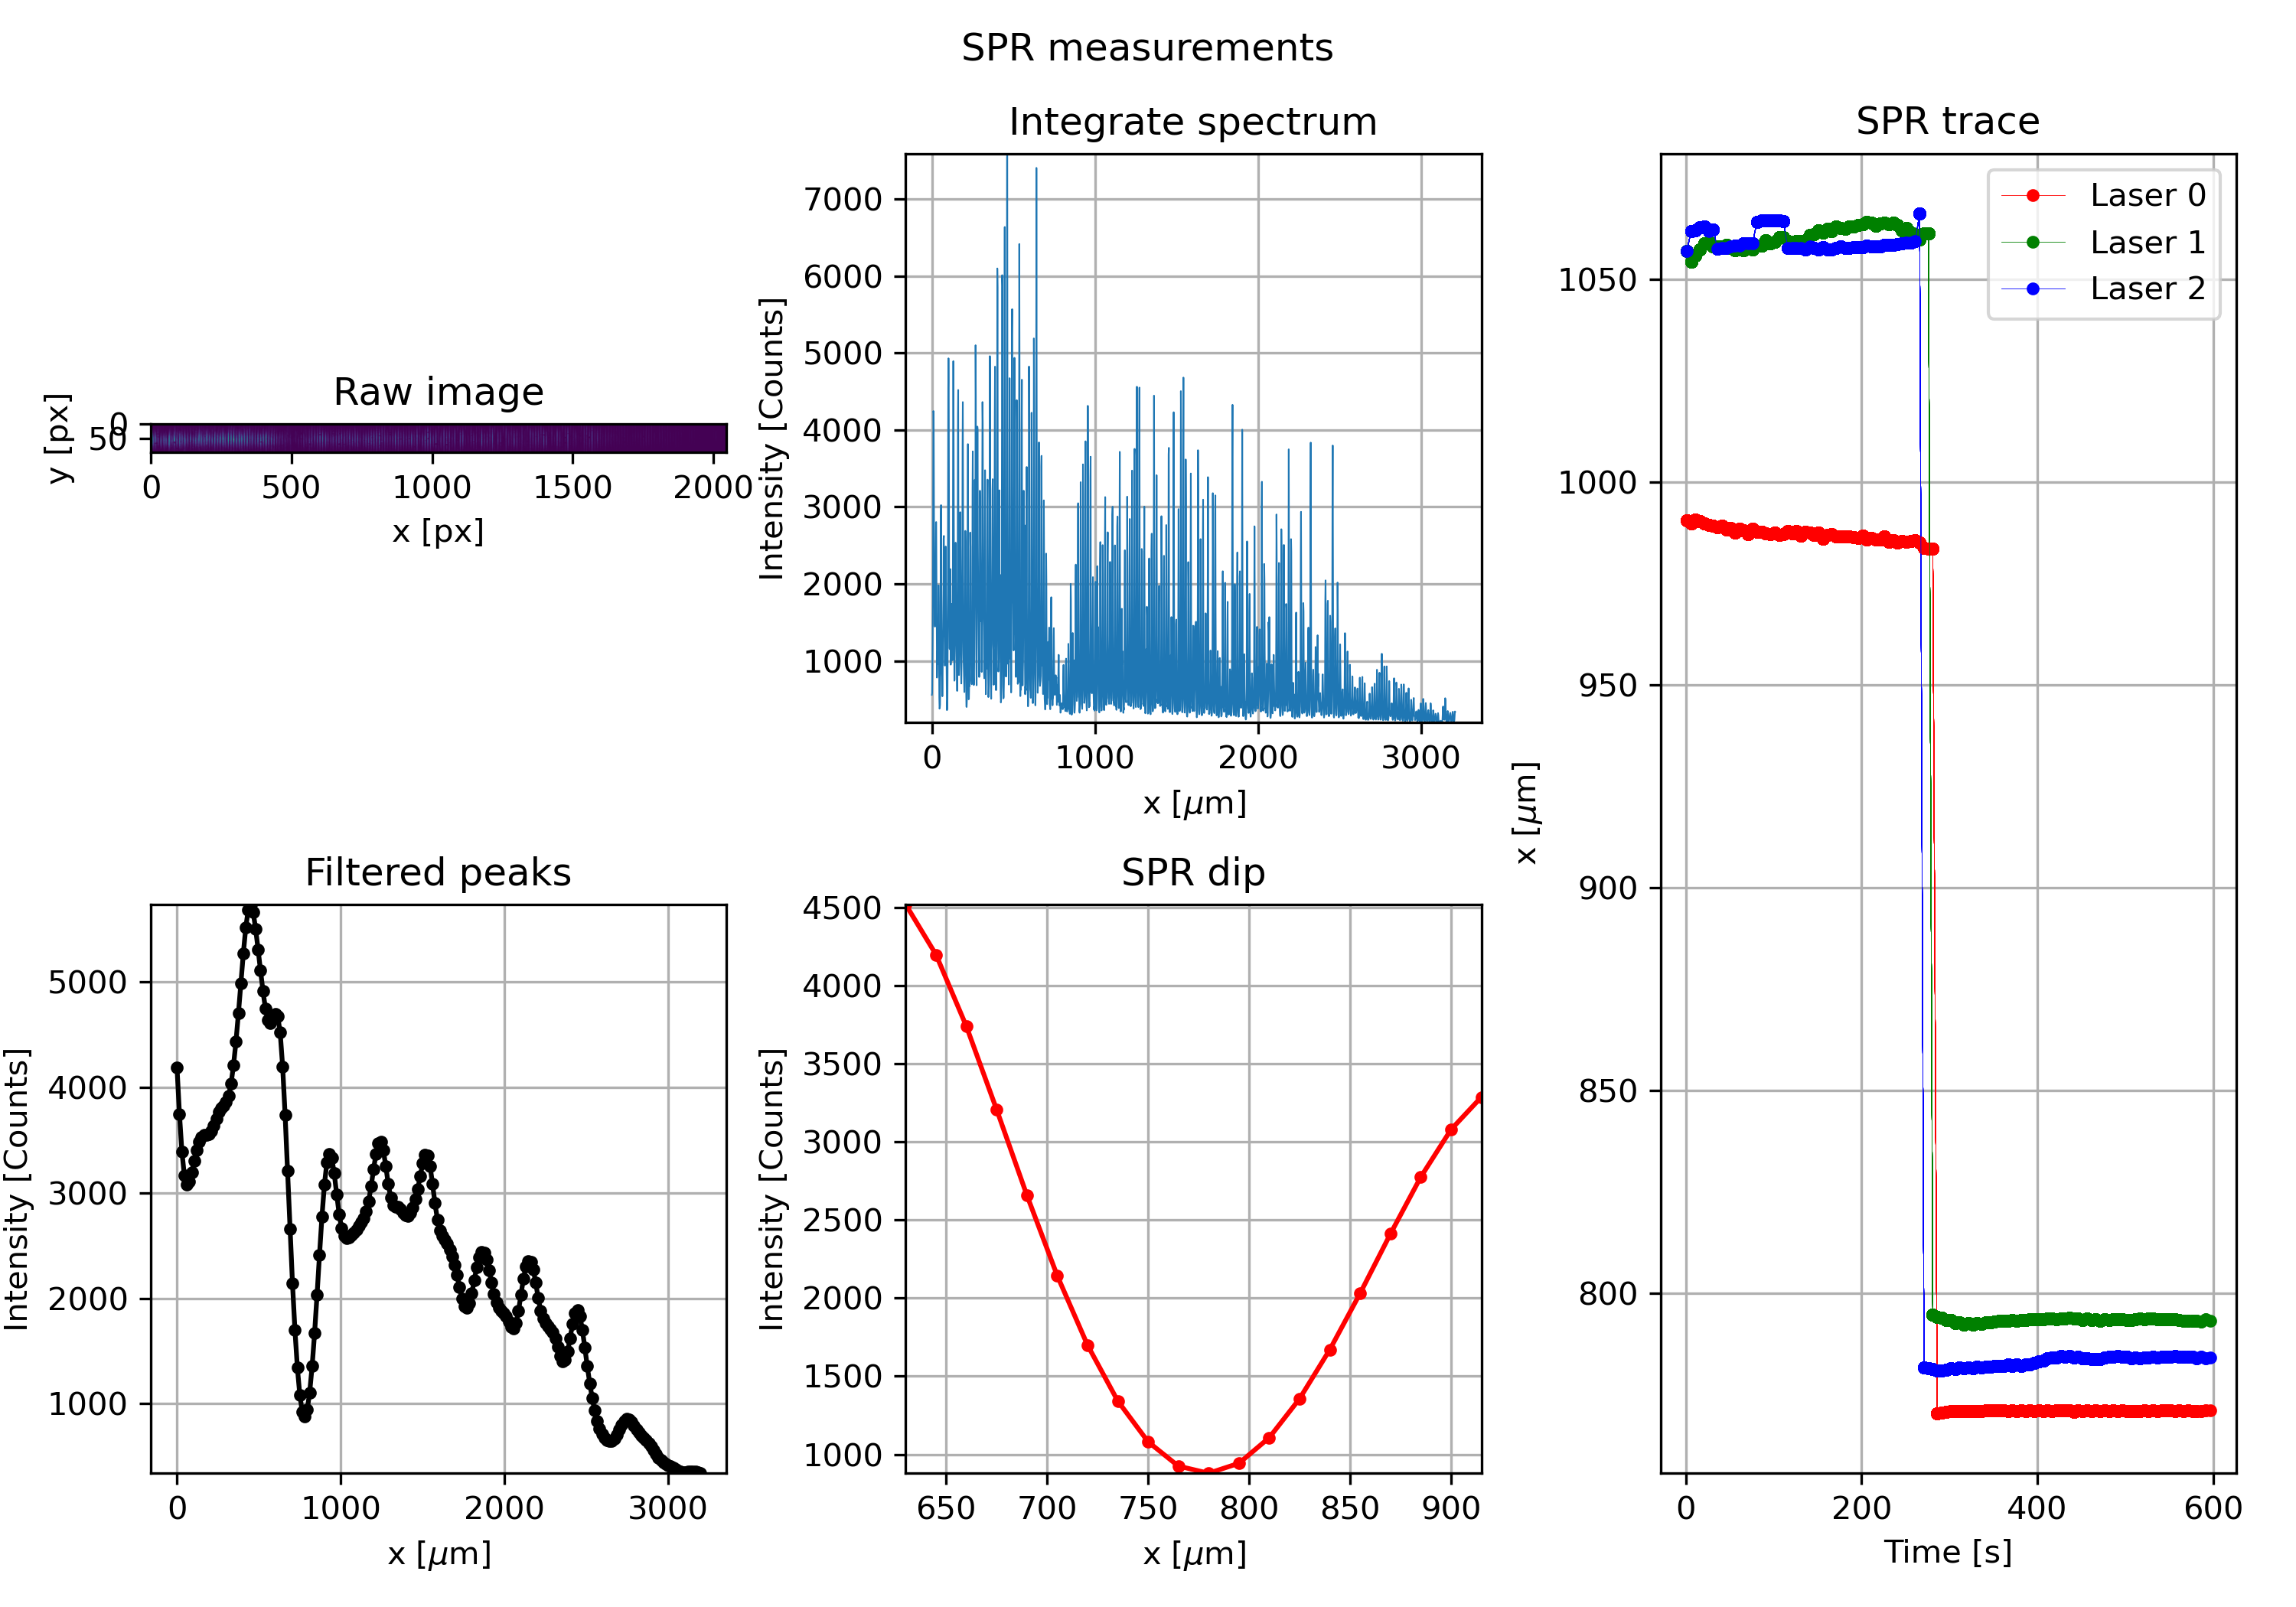 SPR measurements
Raw image
y [px]
0
50
0 500 1000 1500 2000
x [px]
Integrate spectrum
Intensity [Counts]
7000
6000
5000
4000
3000
2000
1000
0 1000 2000 3000
x [μm]
SPR trace
Laser 0
Laser 1
Laser 2
x [μm]
1050
1000
950
900
850
800
0 200 400 600
Time [s]
Filtered peaks
Intensity [Counts]
5000
4000
3000
2000
1000
0 1000 2000 3000
x [μm]
SPR dip
Intensity [Counts]
4500
4000
3500
3000
2500
2000
1500
1000
650 700 750 800 850 900
x [μm]